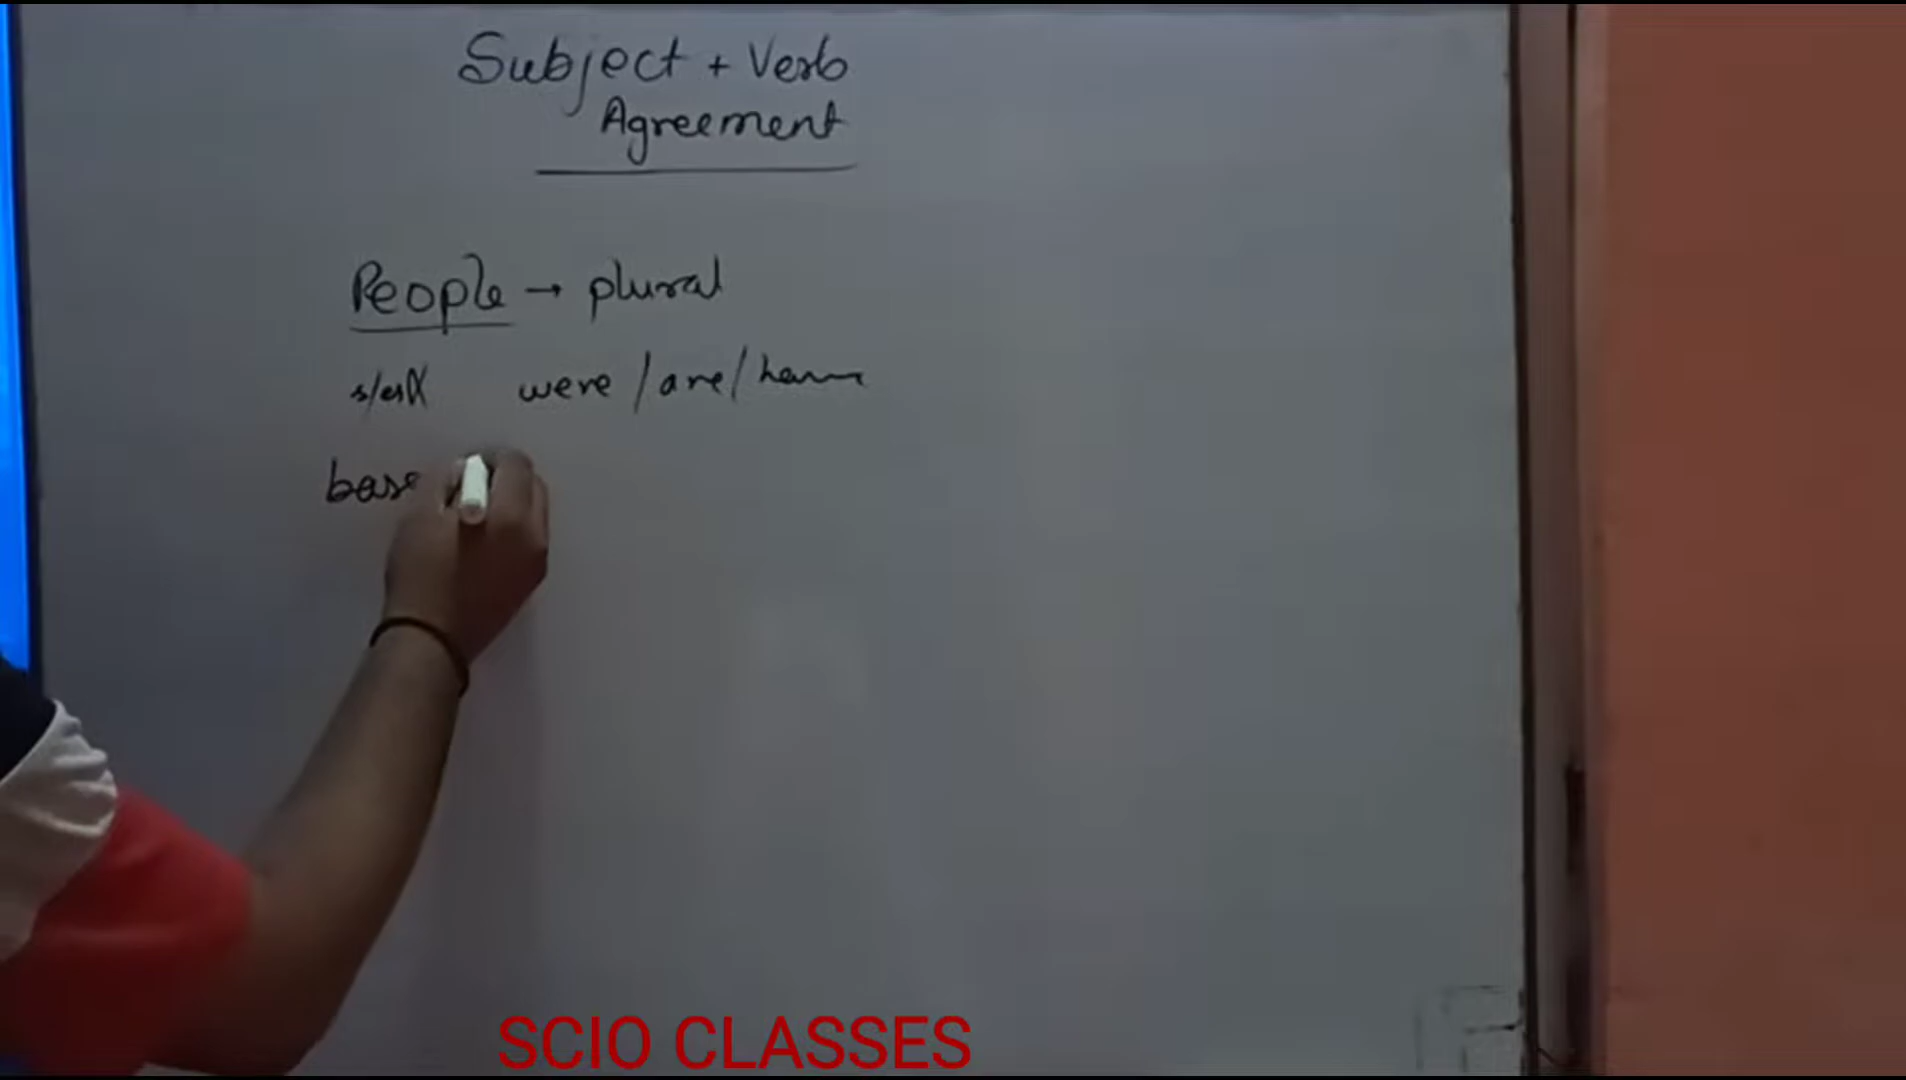 Subject + Verb
Agreement
People → plural
s/es X were / are / have
base
SCIO CLASSES